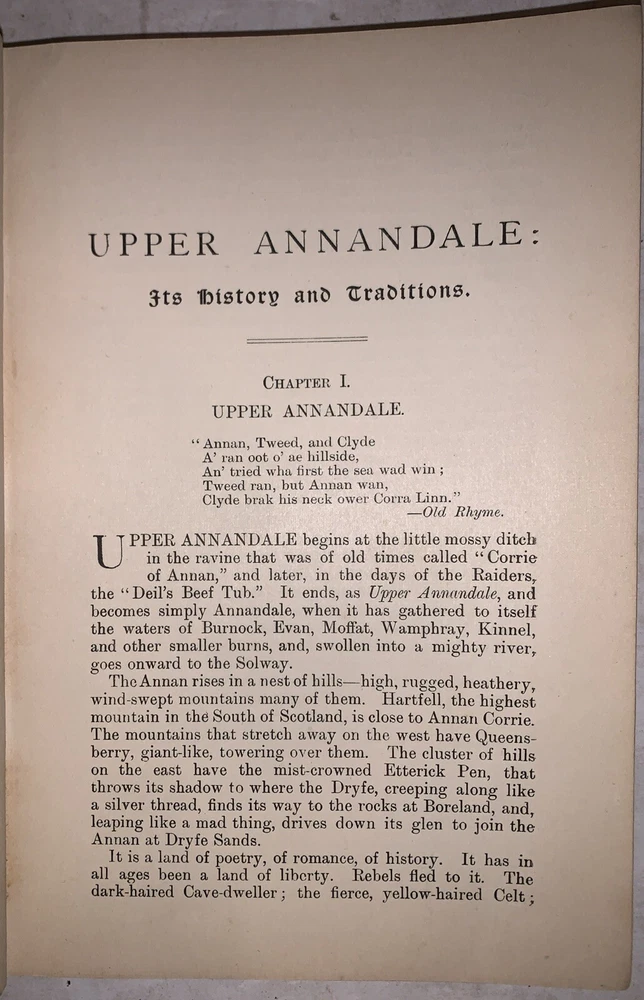 UPPER ANNANDALE:
Its History and Traditions.
CHAPTER I.
UPPER ANNANDALE.
“Annan, Tweed, and Clyde
A’ ran oot o’ ae hillside,
An’ tried wha first the sea wad win ;
Tweed ran, but Annan wan,
Clyde brak his neck ower Corra Linn.”
—Old Rhyme.
UPPER ANNANDALE begins at the little mossy ditch
in the ravine that was of old times called “Corrie
of Annan,” and later, in the days of the Raiders,
the “Deil’s Beef Tub.” It ends, as Upper Annandale, and
becomes simply Annandale, when it has gathered to itself
the waters of Burnock, Evan, Moffat, Wamphray, Kinnel,
and other smaller burns, and, swollen into a mighty river,
goes onward to the Solway.
The Annan rises in a nest of hills—high, rugged, heathery,
wind-swept mountains many of them. Hartfell, the highest
mountain in the South of Scotland, is close to Annan Corrie.
The mountains that stretch away on the west have Queens-
berry, giant-like, towering over them. The cluster of hills
on the east have the mist-crowned Etterick Pen, that
throws its shadow to where the Dryfe, creeping along like
a silver thread, finds its way to the rocks at Boreland, and,
leaping like a mad thing, drives down its glen to join the
Annan at Dryfe Sands.
It is a land of poetry, of romance, of history. It has in
all ages been a land of liberty. Rebels fled to it. The
dark-haired Cave-dweller ; the fierce, yellow-haired Celt ;